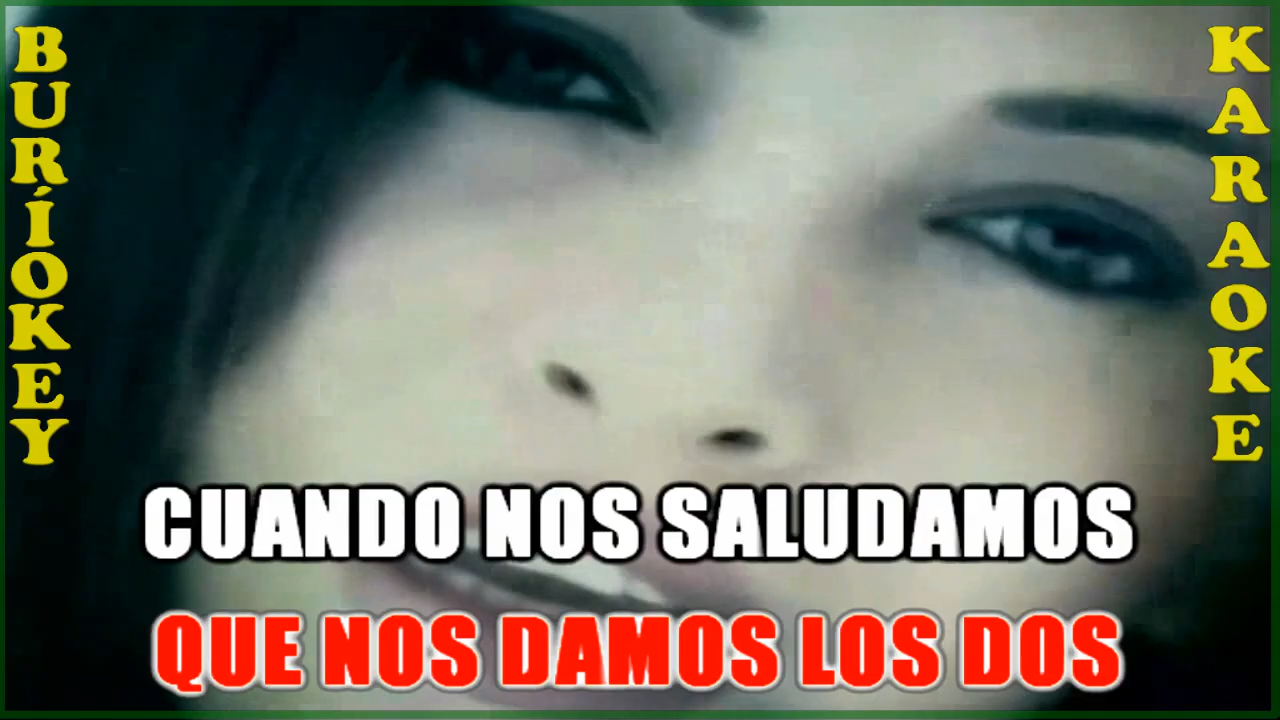 BURÍOKEY
KARAOKE
CUANDO NOS SALUDAMOS
QUE NOS DAMOS LOS DOS